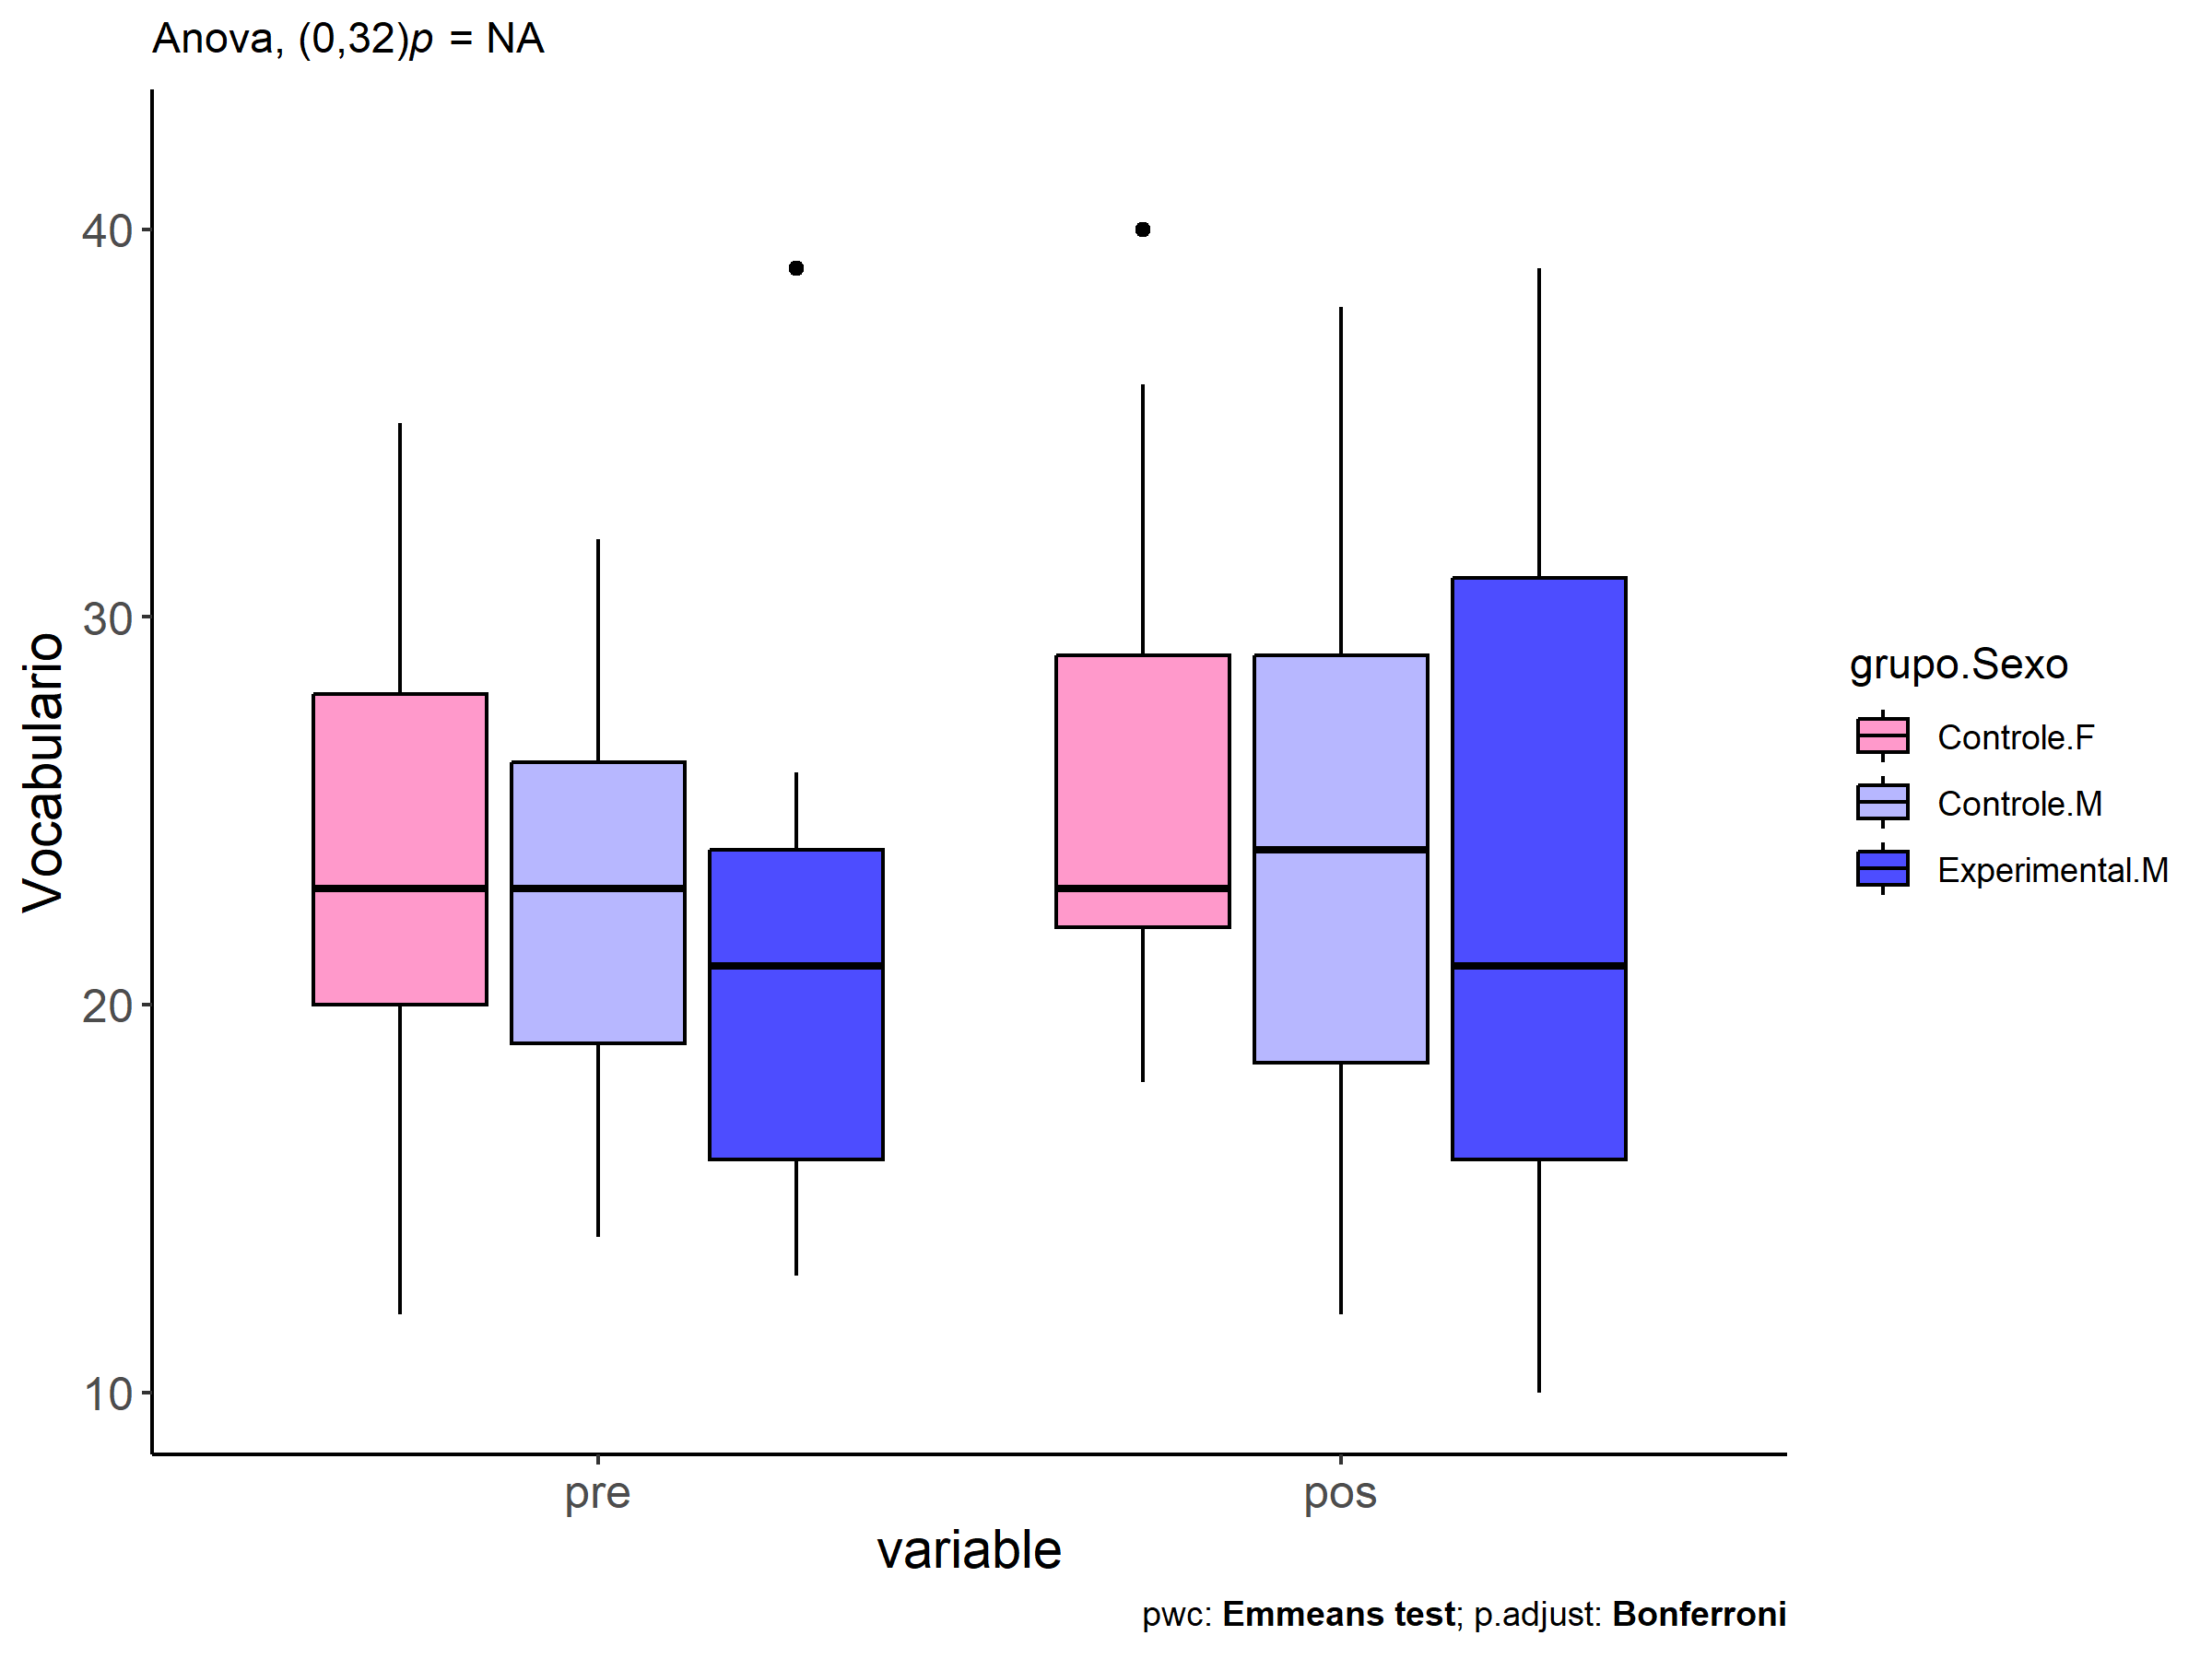 Anova, (0,32)p = NA
Vocabulario
40
30
20
10
pre
pos
variable
grupo.Sexo
Controle.F
Controle.M
Experimental.M
pwc: Emmeans test; p.adjust: Bonferroni